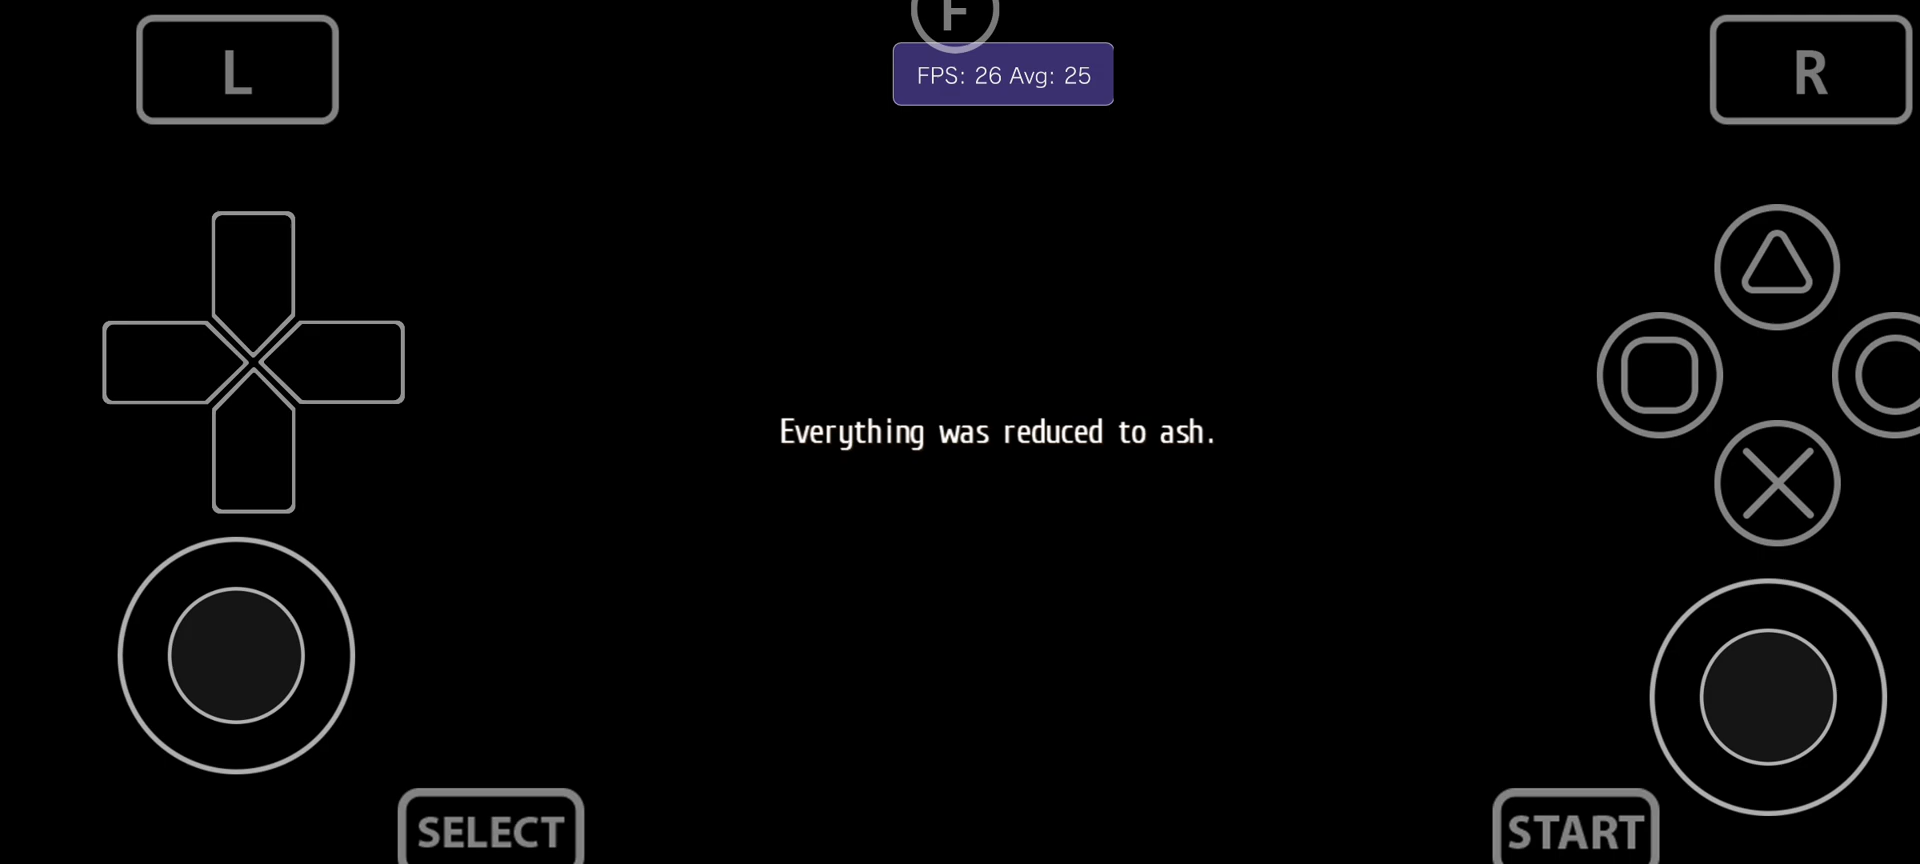 F
L
R
FPS: 26 Avg: 25
Everything was reduced to ash.
SELECT
START